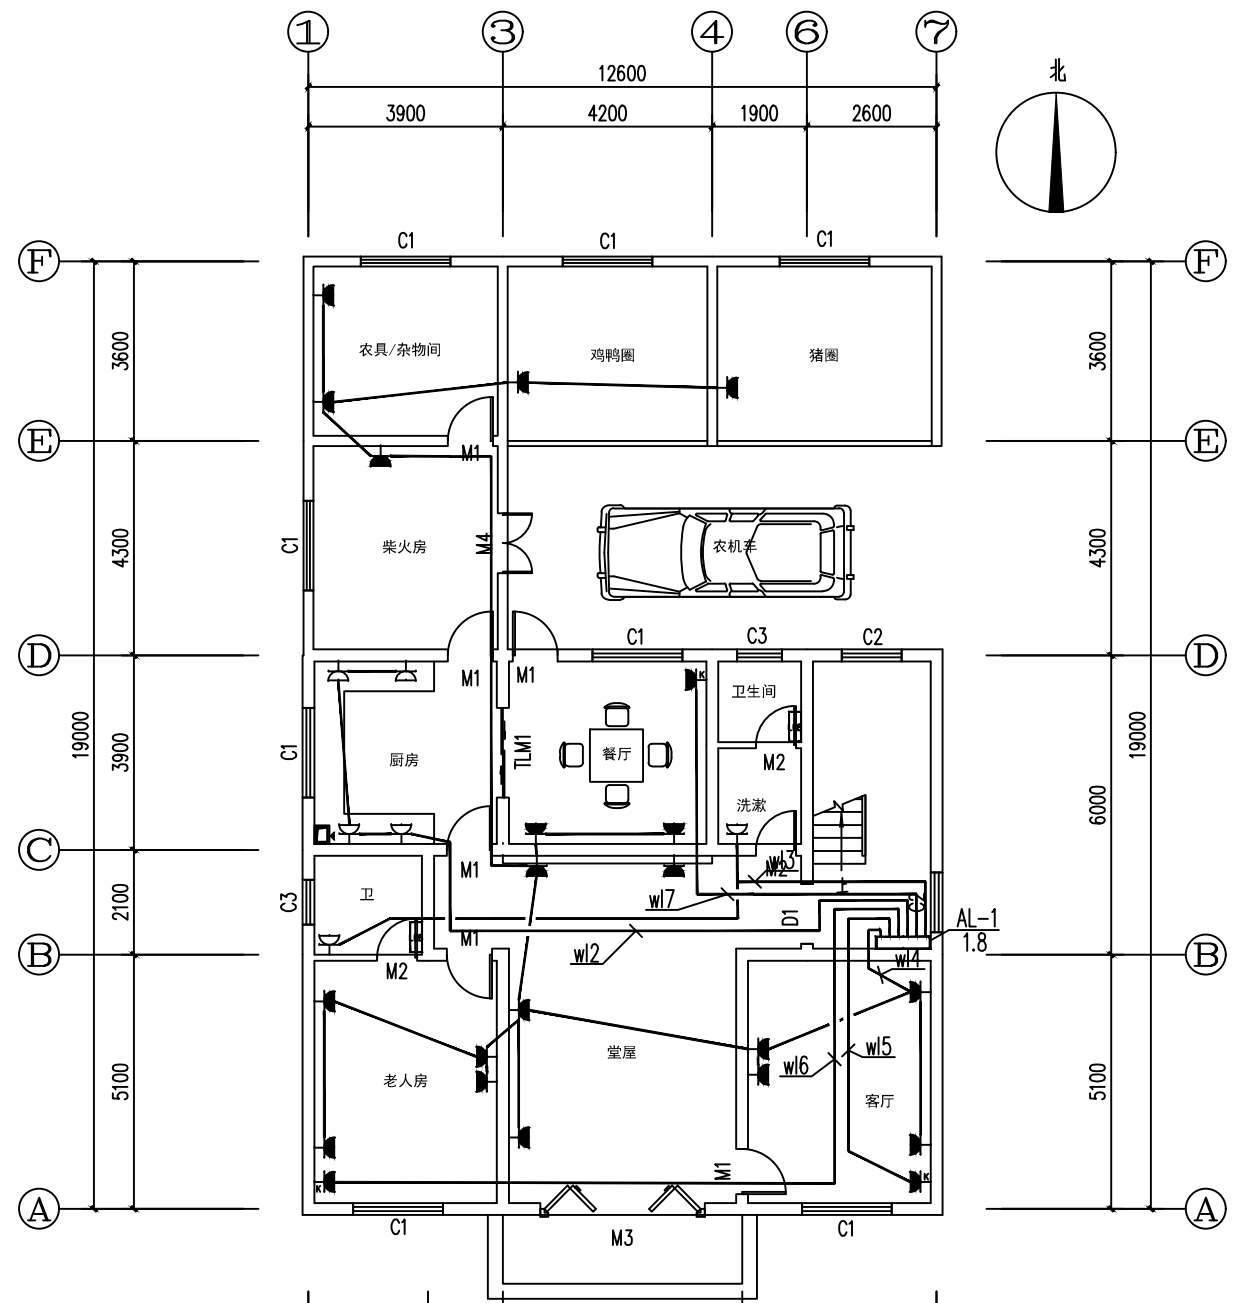 1 3 4 6 7
12600
北
3900 4200 1900 2600
C1 C1 C1
F F
3600 农具/杂物间 鸡鸭圈 猪圈 3600
E E
M1
C1 4300 柴火房 M4 农机车 4300
C1 C3 C2
D D
M1 M1
K
卫生间
19000 3900 C1 厨房 TLM1 餐厅 19000
M2
洗漱 6000
C C
M1 wl3 M2
C3 2100 卫 wl7
D1 C1 AL-1
1.8
M1
wl2
B B
M2 wl4
堂屋 wl5
wl6
5100 老人房 5100
客厅
M1
K K
A A
C1 M3 C1